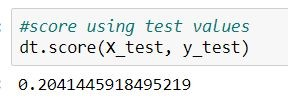 #score using test values
dt.score(X_test, y_test)
0.2041445918495219